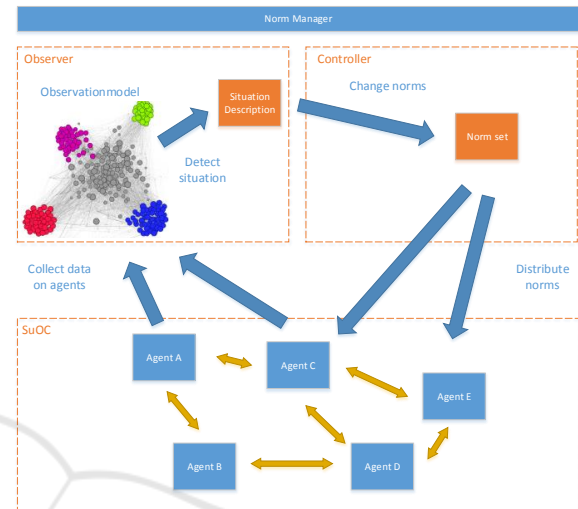 Norm Manager
Observer
Controller
Observationmodel
Situation
Description
Change norms
Norm set
Detect
situation
Collect data
on agents
Distribute
norms
SuOC
Agent A
Agent C
Agent E
Agent B
Agent D